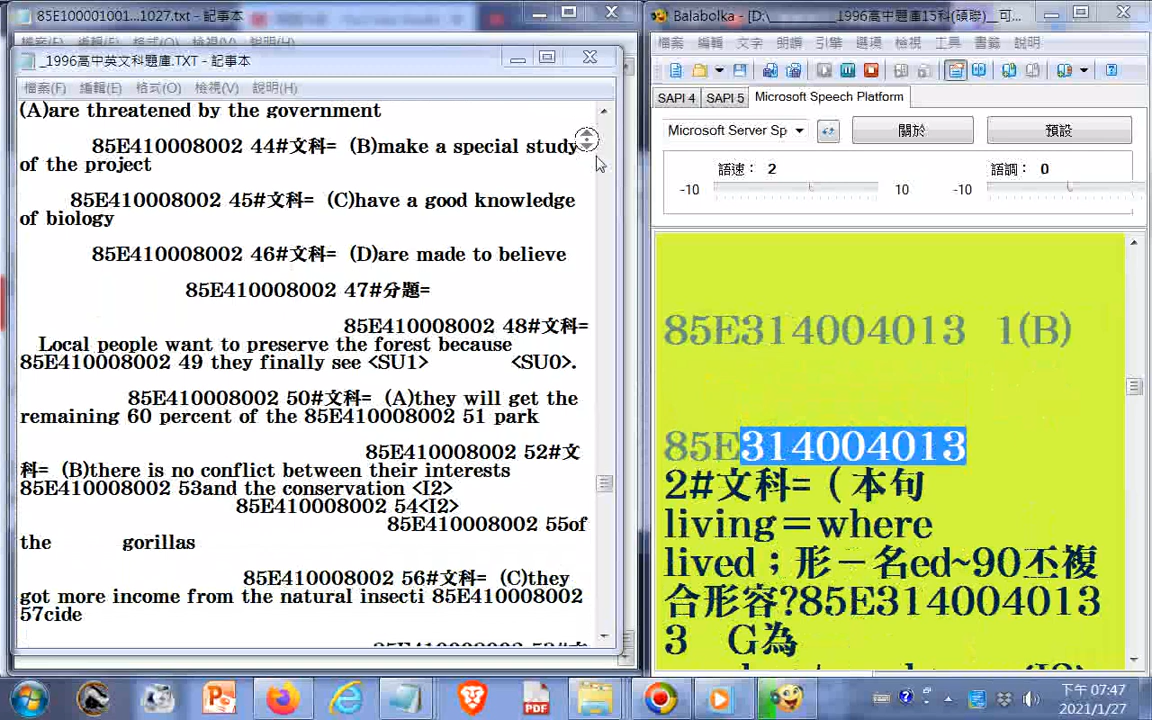 85E100001001...1027.txt - 記事本
_1996高中英文科題庫.TXT - 記事本
檔案(F) 編輯(E) 格式(O) 檢視(V) 說明(H)
(A)are threatened by the government
85E410008002 44#文科= (B)make a special study
of the project
85E410008002 45#文科= (C)have a good knowledge
of biology
85E410008002 46#文科= (D)are made to believe
85E410008002 47#分題=
85E410008002 48#文科=
Local people want to preserve the forest because
85E410008002 49 they finally see <SU1> <SU0>.
85E410008002 50#文科= (A)they will get the
remaining 60 percent of the 85E410008002 51 park
85E410008002 52#文
科= (B)there is no conflict between their interests
85E410008002 53and the conservation <I2>
85E410008002 54<I2>
85E410008002 55of
the gorillas
85E410008002 56#文科= (C)they
got more income from the natural insecti 85E410008002
57cide
Balabolka - [D:\ 1996高中題庫15科(碩聯)__可...
檔案 編輯 文字 朗讀 引擎 選項 檢視 工具 書籤 說明
SAPI 4 SAPI 5 Microsoft Speech Platform
Microsoft Server Sp 關於 預設
語速： 2 語調： 0
-10 10 -10
85E314004013 1(B)
85E314004013
2#文科=（本句
living＝where
lived；形－名ed~90丕複
合形容?85E314004013
3 G為
下午 07:47
2021/1/27